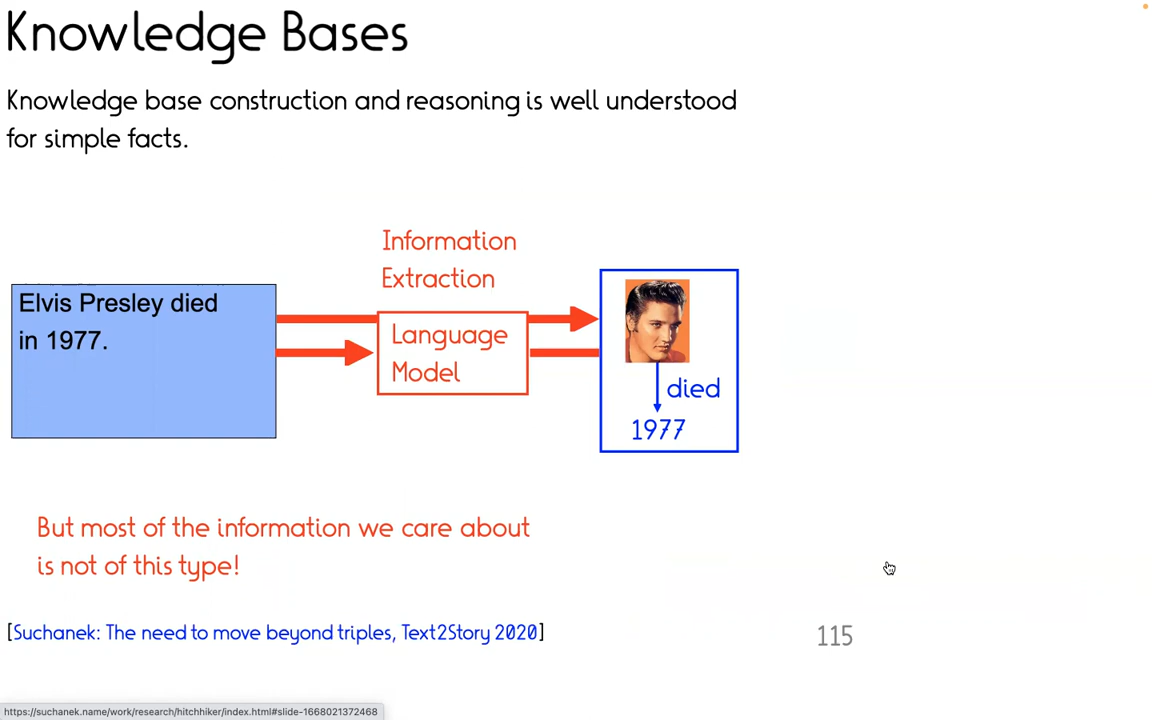 Knowledge Bases
Knowledge base construction and reasoning is well understood
for simple facts.
Information
Extraction
Elvis Presley died
in 1977.
Language
Model
died
1977
But most of the information we care about
is not of this type!
[Suchanek: The need to move beyond triples, Text2Story 2020]
115
https://suchanek.name/work/research/hitchhiker/index.html#slide-1668021372468